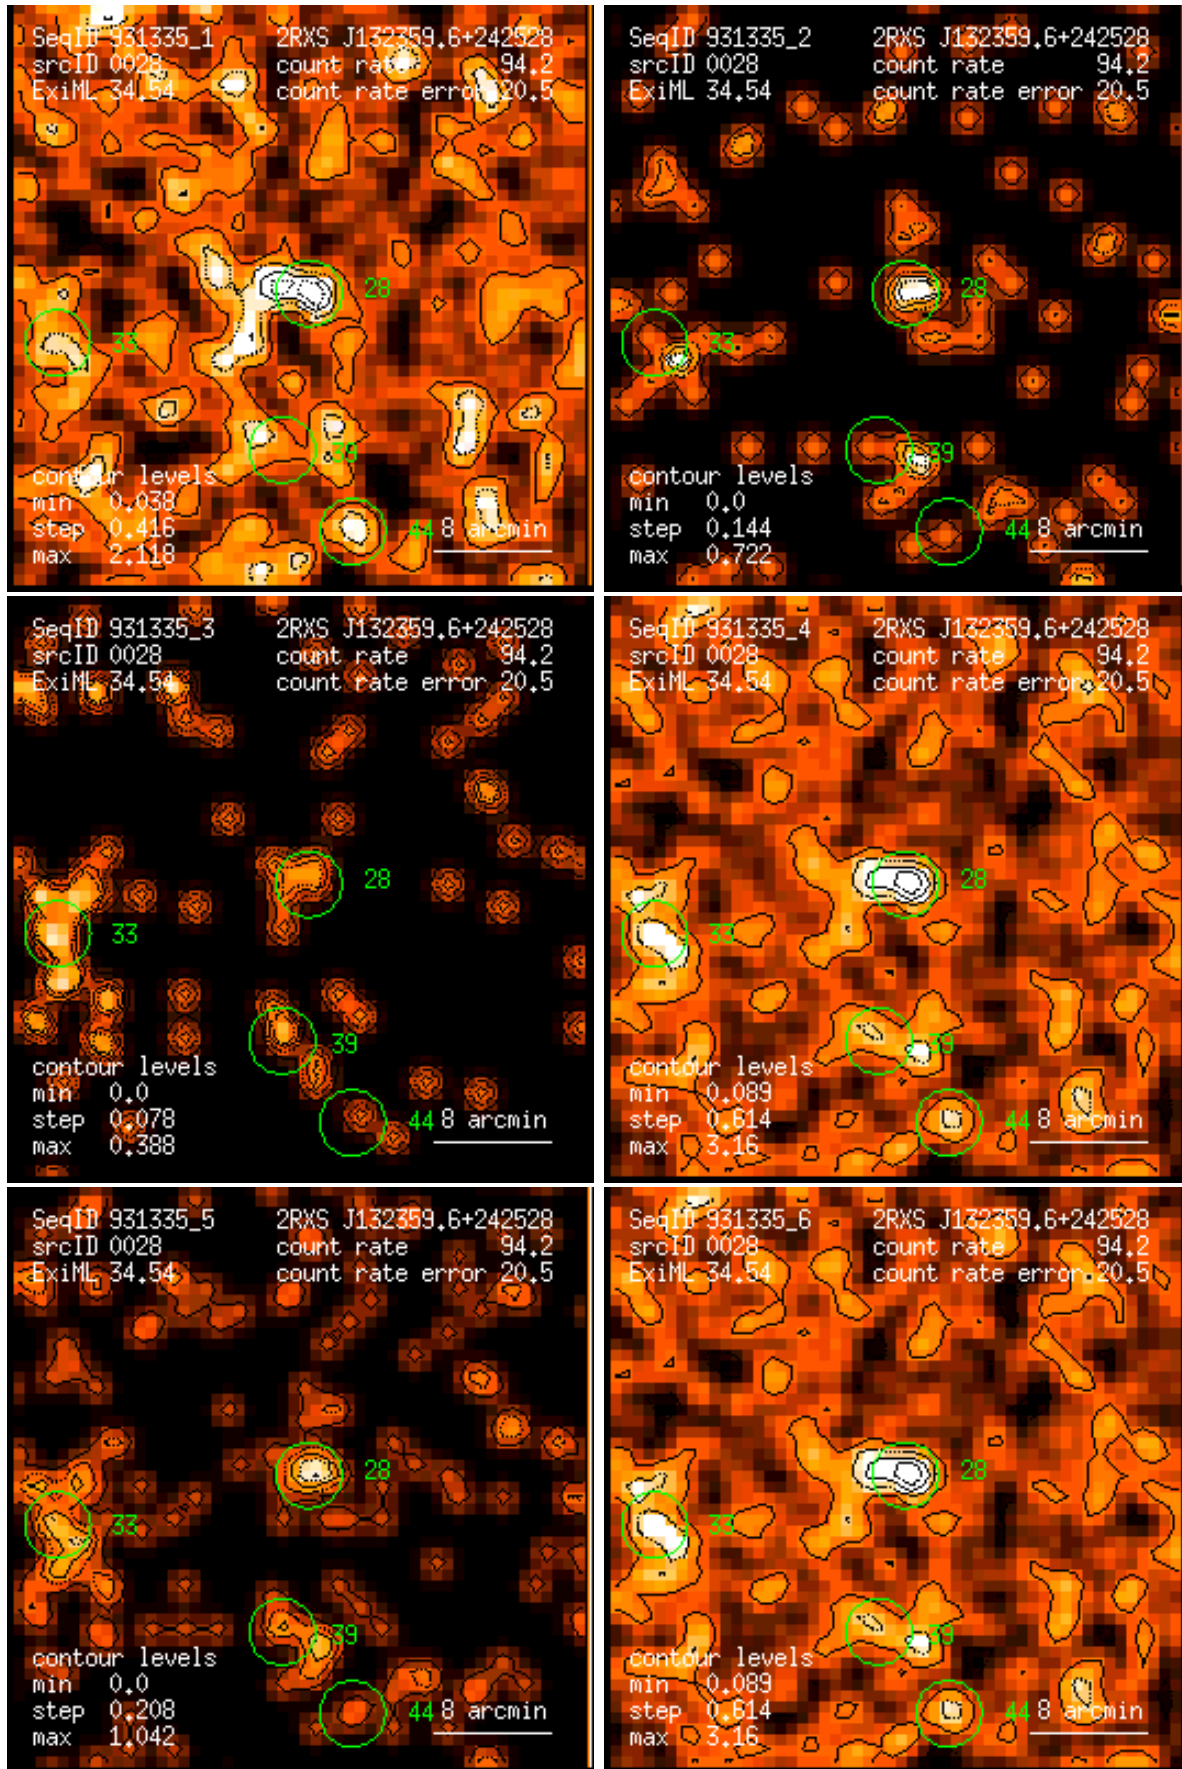 SeqID 931335_1 2RXS J132359.6+242528
srcID 0028 count rate 94.2
ExiML 34.54 count rate error 20.5
28
33
39
contour levels
min 0.038
step 0.416 44 8 arcmin
max 2.118
SeqID 931335_2 2RXS J132359.6+242528
srcID 0028 count rate 94.2
ExiML 34.54 count rate error 20.5
28
33
39
contour levels
min 0.0
step 0.144 44 8 arcmin
max 0.722
SeqID 931335_3 2RXS J132359.6+242528
srcID 0028 count rate 94.2
ExiML 34.54 count rate error 20.5
28
33
39
contour levels
min 0.0
step 0.078 44 8 arcmin
max 0.388
SeqID 931335_4 2RXS J132359.6+242528
srcID 0028 count rate 94.2
ExiML 34.54 count rate error 20.5
28
33
39
contour levels
min 0.089
step 0.614 44 8 arcmin
max 3.16
SeqID 931335_5 2RXS J132359.6+242528
srcID 0028 count rate 94.2
ExiML 34.54 count rate error 20.5
28
33
39
contour levels
min 0.0
step 0.208 44 8 arcmin
max 1.042
SeqID 931335_6 2RXS J132359.6+242528
srcID 0028 count rate 94.2
ExiML 34.54 count rate error 20.5
28
33
39
contour levels
min 0.089
step 0.614 44 8 arcmin
max 3.16